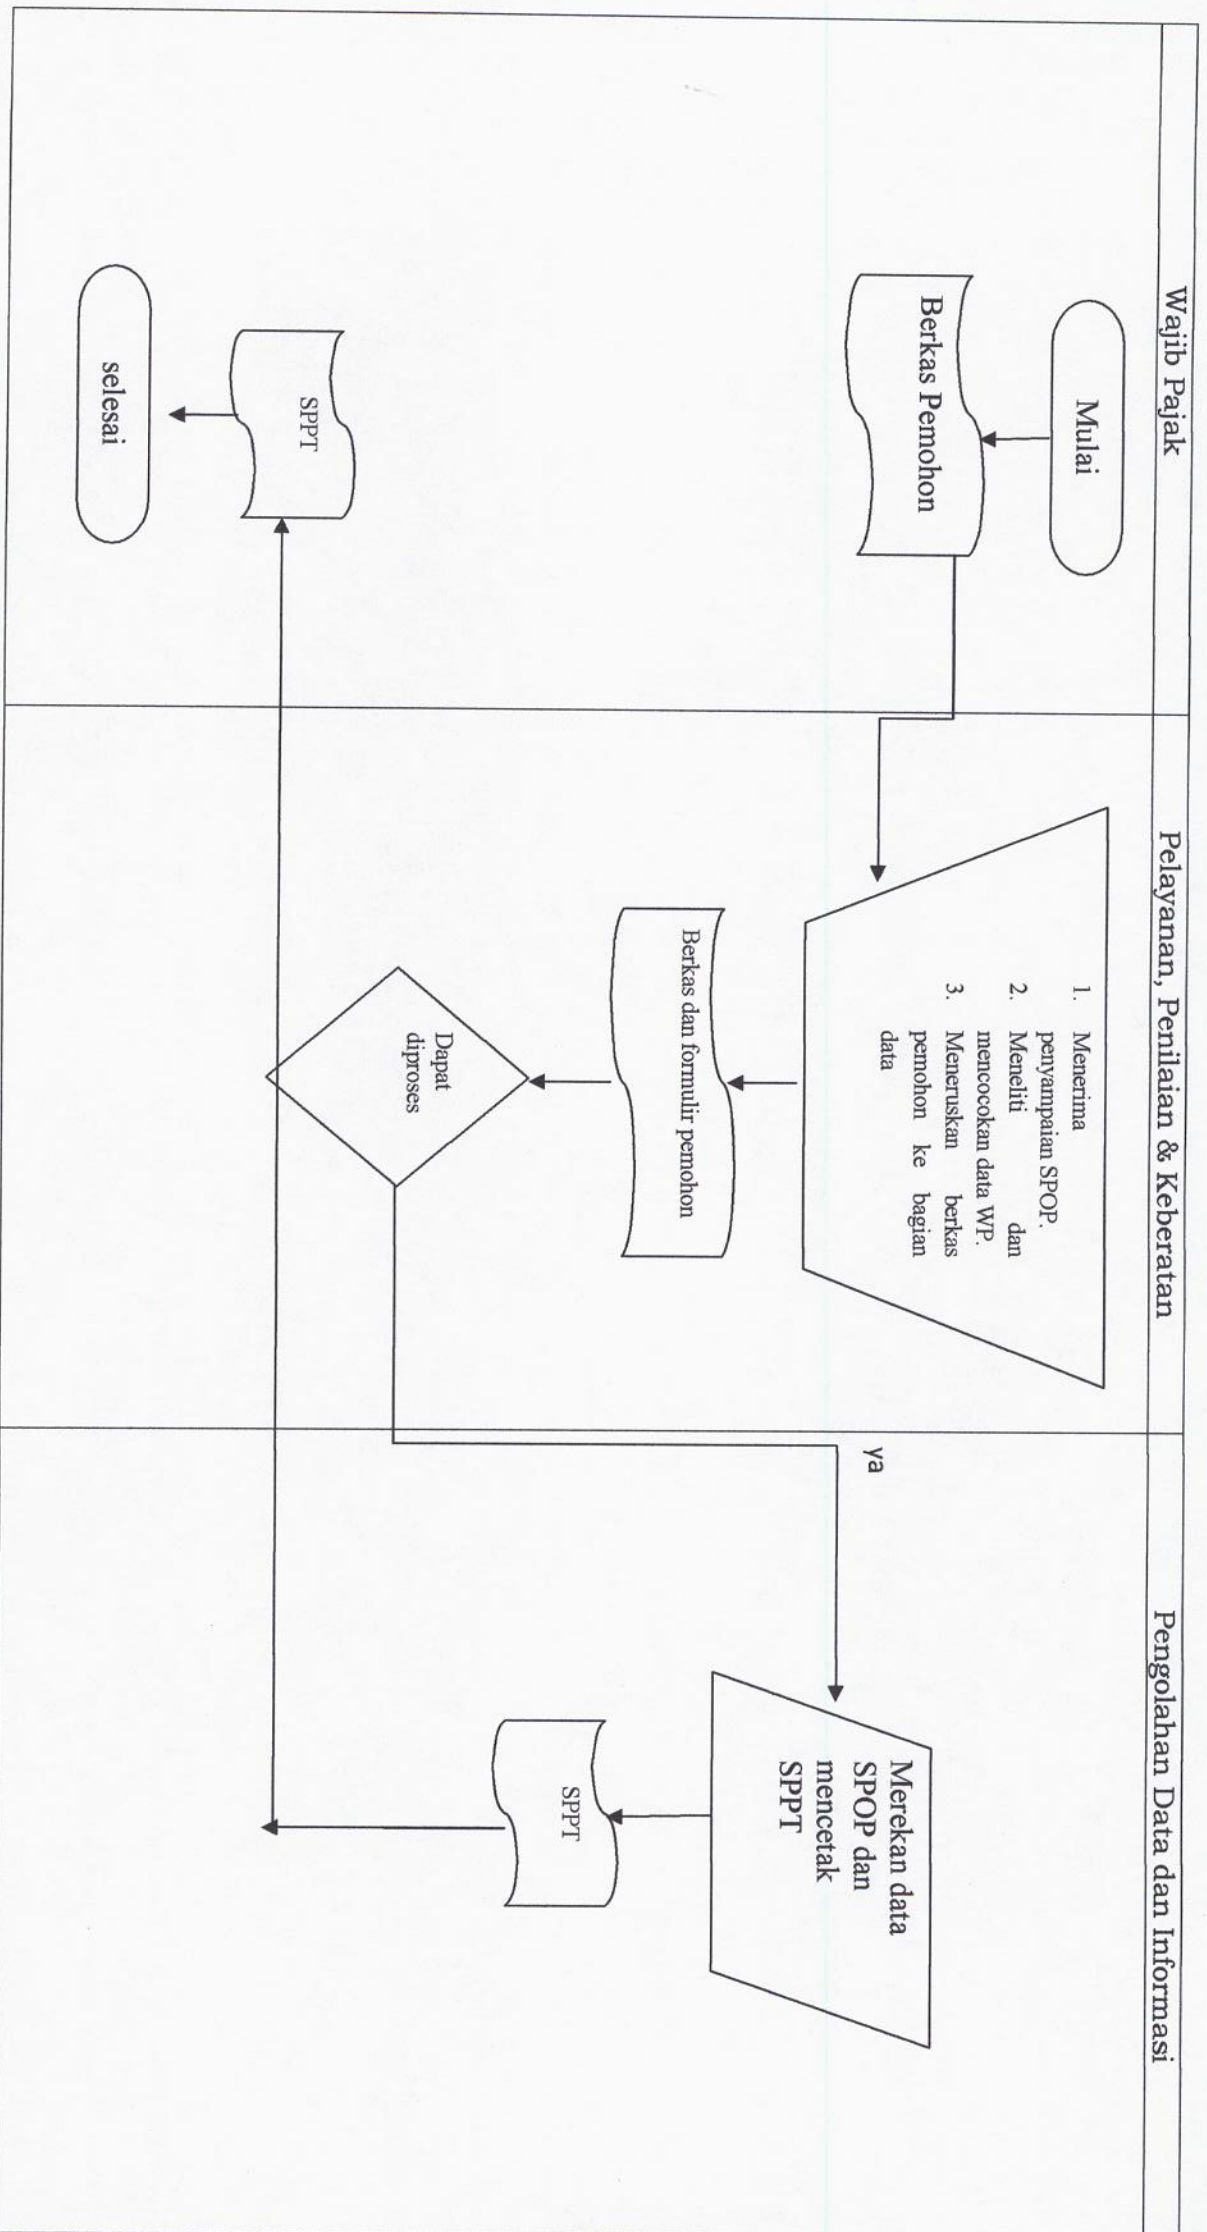 Wajib Pajak
Pelayanan, Penilaian & Keberatan
Pengolahan Data dan Informasi
Mulai
Berkas Pemohon
1. Menerima
penyampaian SPOP.
2. Meneliti dan
mencocokan data WP.
3. Meneruskan berkas
pemohon ke bagian
data
Berkas dan formulir pemohon
Dapat
diproses
ya
Merekan data
SPOP dan
mencetak
SPPT
SPPT
SPPT
selesai